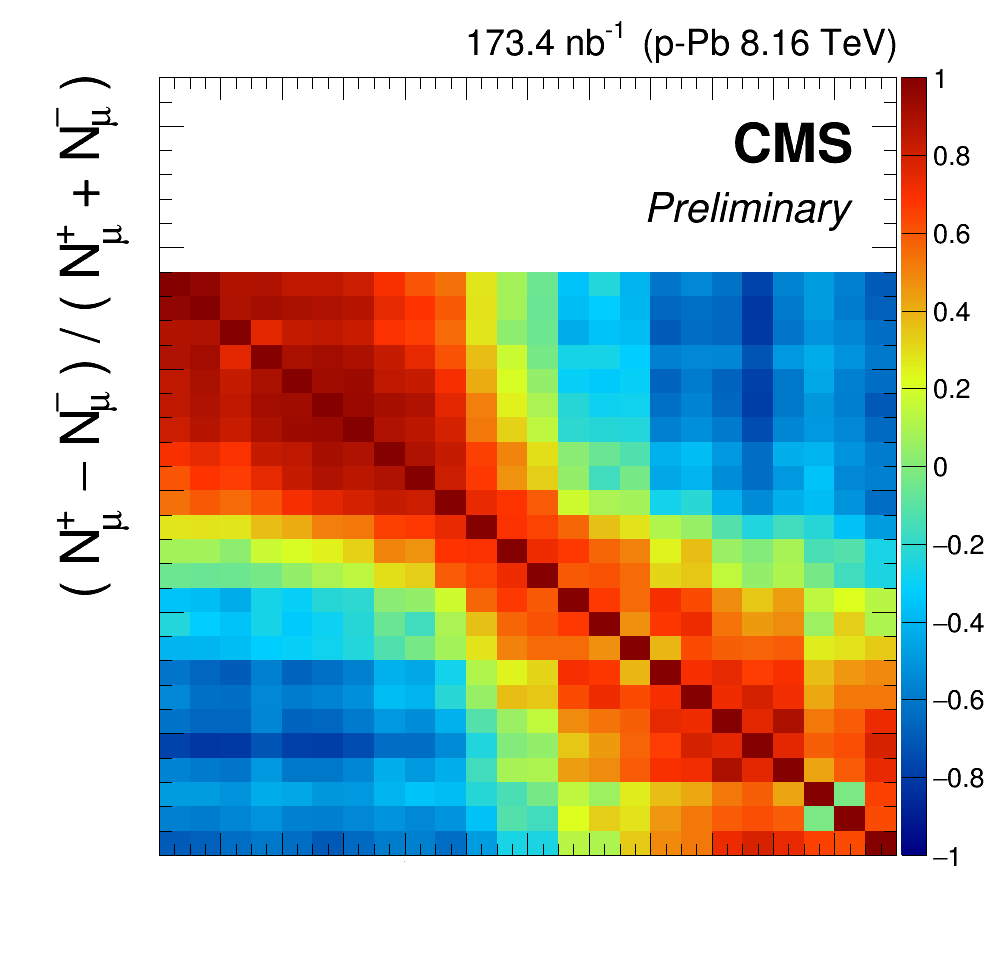 173.4 nb⁻¹ (p-Pb 8.16 TeV)
CMS
Preliminary
( N⁺μ − N⁻μ ) / ( N⁺μ + N⁻μ )
1
0.8
0.6
0.4
0.2
0
−0.2
−0.4
−0.6
−0.8
−1